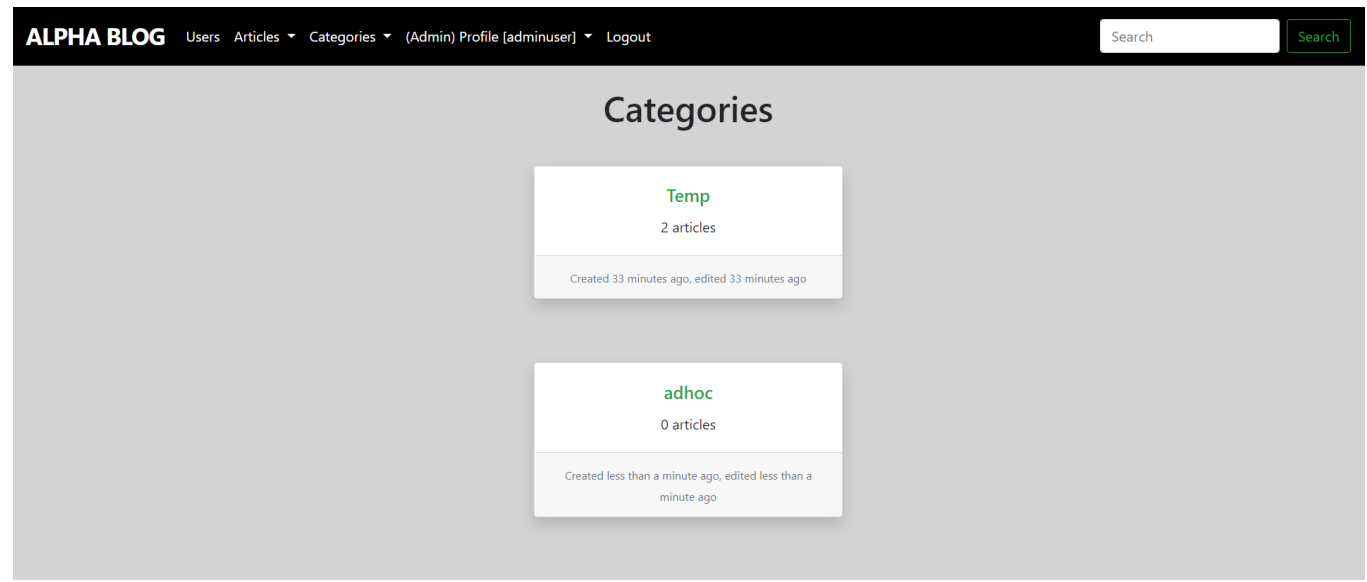 ALPHA BLOG Users Articles Categories (Admin) Profile [adminuser] Logout Search Search
Categories
Temp
2 articles
Created 33 minutes ago, edited 33 minutes ago
adhoc
0 articles
Created less than a minute ago, edited less than a
minute ago